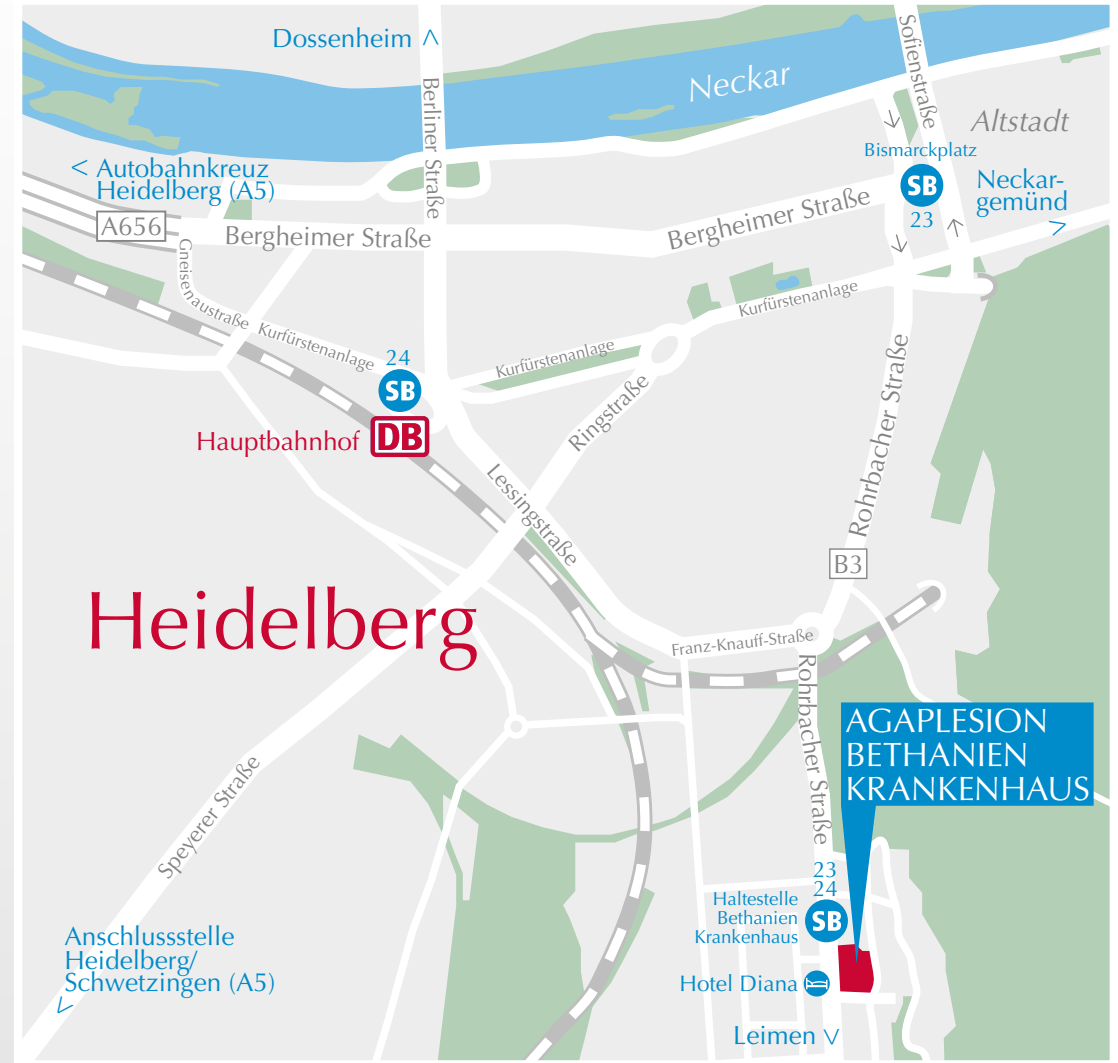 Dossenheim ^
Sofienstraße
Neckar
Berliner Straße
Altstadt
Bismarckplatz
< Autobahnkreuz
Heidelberg (A5)
SB
23
Neckar-
gemünd
>
A656
Bergheimer Straße
Bergheimer Straße
Gneisenaustraße
Kurfürstenanlage
Kurfürstenanlage
Kurfürstenanlage
24
SB
Hauptbahnhof
DB
Ringstraße
Rohrbacher Straße
Lessingstraße
B3
Heidelberg
Franz-Knauff-Straße
Rohrbacher Straße
AGAPLESION
BETHANIEN
KRANKENHAUS
Speyerer Straße
23
24
Haltestelle
Bethanien
Krankenhaus
SB
Anschlussstelle
Heidelberg/
Schwetzingen (A5)
Hotel Diana
Leimen